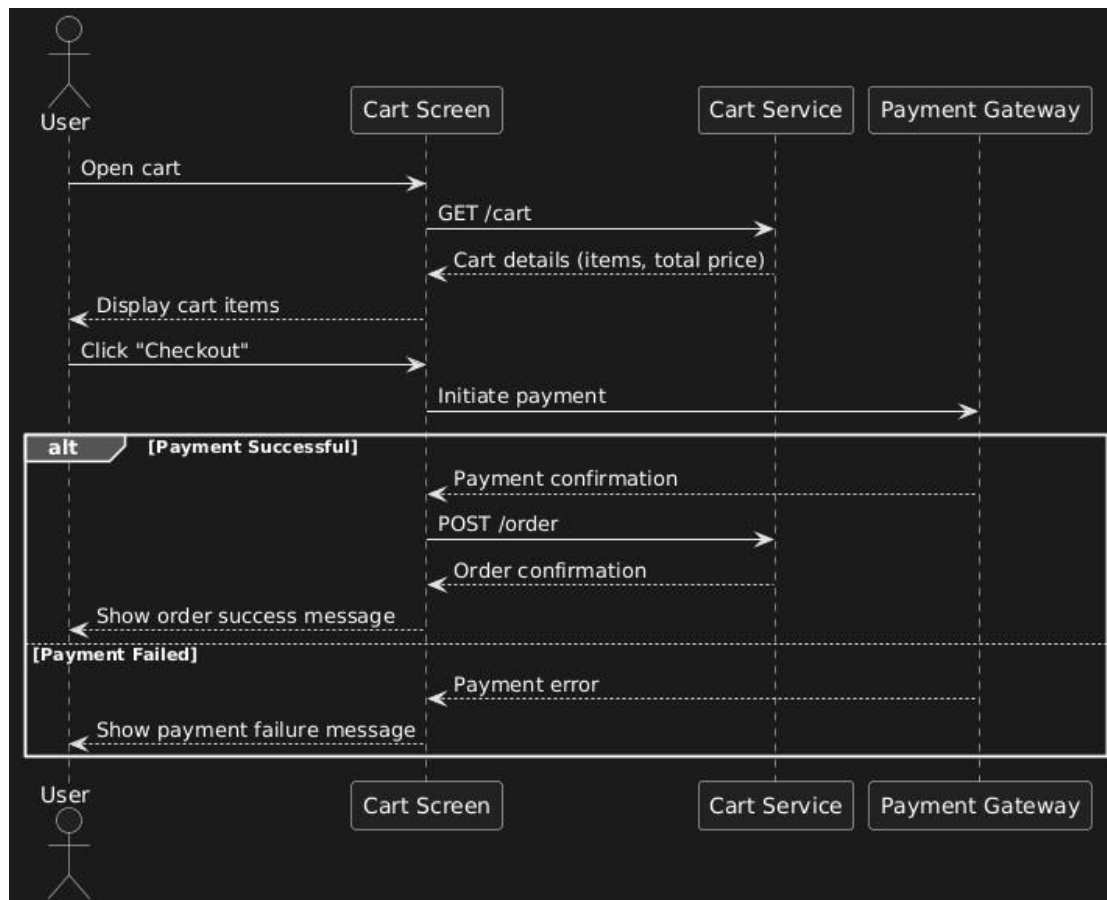 User
Cart Screen
Cart Service
Payment Gateway
Open cart
GET /cart
Cart details (items, total price)
Display cart items
Click "Checkout"
Initiate payment
alt
[Payment Successful]
Payment confirmation
POST /order
Order confirmation
Show order success message
[Payment Failed]
Payment error
Show payment failure message
User
Cart Screen
Cart Service
Payment Gateway